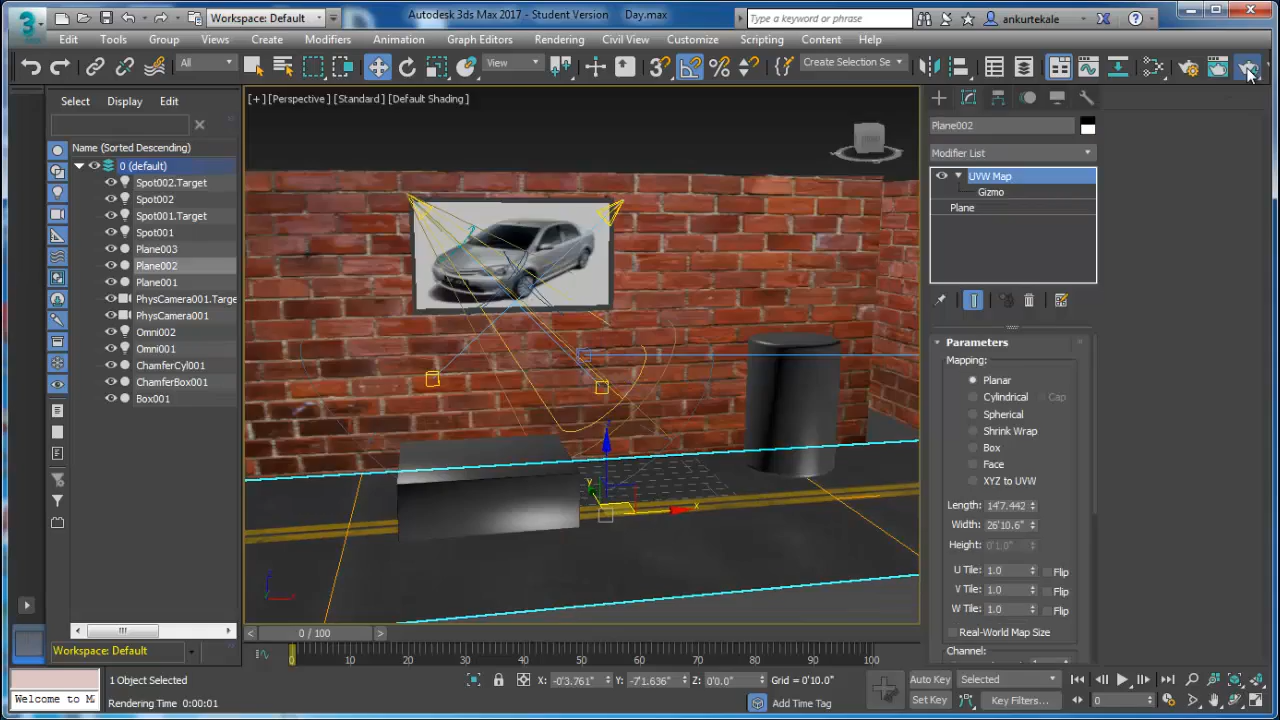 Workspace: Default
Autodesk 3ds Max 2017 - Student Version Day.max
Type a keyword or phrase
ankurtekale
Edit Tools Group Views Create Modifiers Animation Graph Editors Rendering Civil View Customize Scripting Content Help
All
View
Create Selection Se
Select Display Edit
[+] [Perspective] [Standard] [Default Shading]
Plane002
Name (Sorted Descending)
Modifier List
0 (default)
UVW Map
Spot002.Target
Gizmo
Spot002
Plane
Spot001.Target
Spot001
Plane003
Plane002
Plane001
PhysCamera001.Targe
PhysCamera001
Omni002
Omni001
ChamferCyl001
ChamferBox001
Box001
Parameters
Mapping:
Planar
Cylindrical Cap
Spherical
Shrink Wrap
Box
Face
XYZ to UVW
Length: 14'7.442
Width: 26'10.6"
Height: 0'1.0"
U Tile: 1.0 Flip
V Tile: 1.0 Flip
W Tile: 1.0 Flip
Real-World Map Size
Channel:
x
y
0 / 100
Workspace: Default
0 10 20 30 40 50 60 70 80 90 100
Welcome to M
1 Object Selected
X: -0'3.761" Y: -7'1.636" Z: 0'0.0" Grid = 0'10.0"
Auto Key Selected
Rendering Time 0:00:01
Add Time Tag
Set Key Key Filters...
0